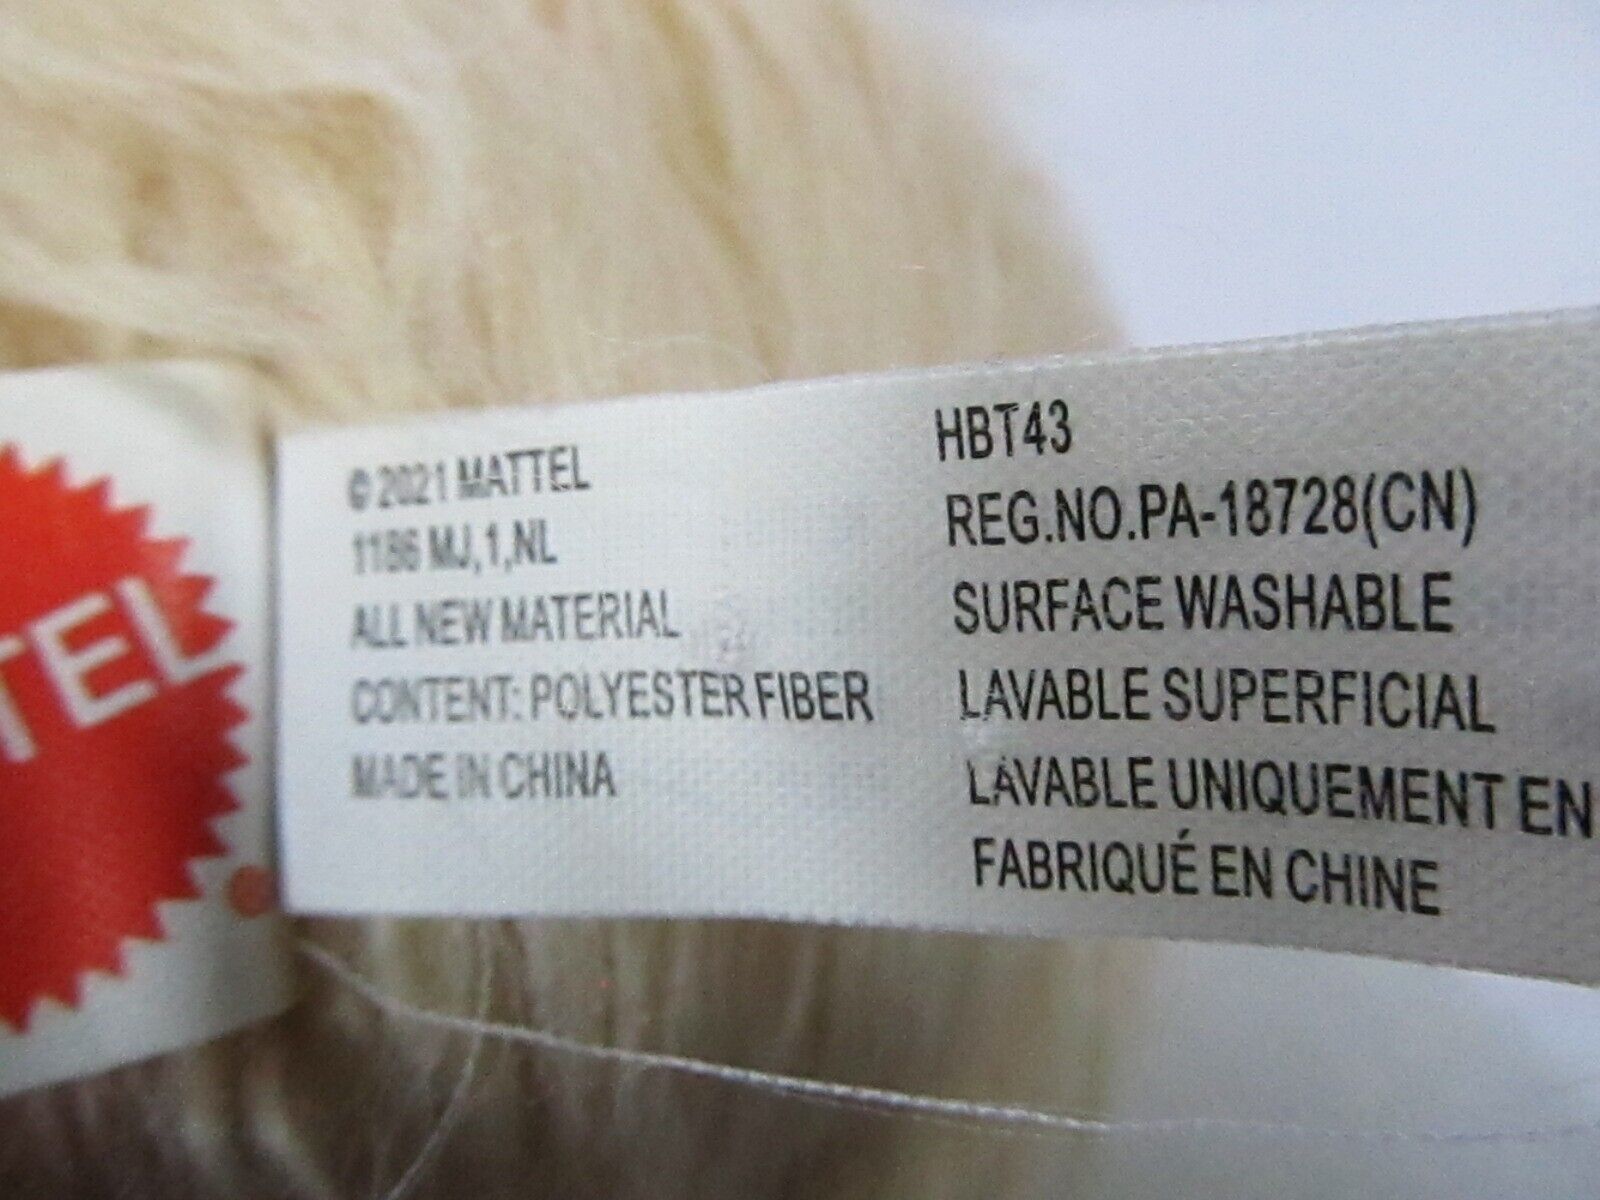 TEL
© 2021 MATTEL
1186 MJ,1,NL
ALL NEW MATERIAL
CONTENT: POLYESTER FIBER
MADE IN CHINA
HBT43
REG.NO.PA-18728(CN)
SURFACE WASHABLE
LAVABLE SUPERFICIAL
LAVABLE UNIQUEMENT EN
FABRIQUÉ EN CHINE